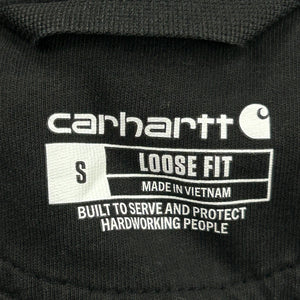 carhartt
S LOOSE FIT
MADE IN VIETNAM
BUILT TO SERVE AND PROTECT
HARDWORKING PEOPLE